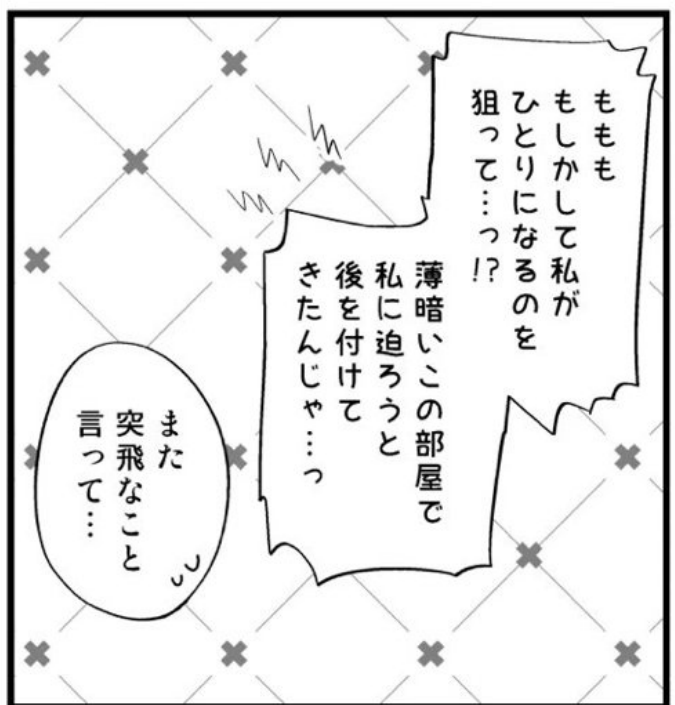 ももも
もしかして私が
ひとりになるのを
狙って…っ!?
薄暗いこの部屋で
私に迫ろうと
後を付けて
きたんじゃ…っ
また
突飛なこと
言って…